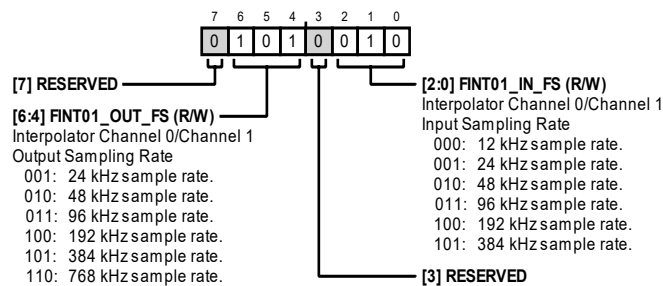 7 6 5 4 3 2 1 0
0 1 0 1 0 0 1 0
[7] RESERVED
[6:4] FINT01_OUT_FS (R/W)
Interpolator Channel 0/Channel 1
Output Sampling Rate
001: 24 kHz sample rate.
010: 48 kHz sample rate.
011: 96 kHz sample rate.
100: 192 kHz sample rate.
101: 384 kHz sample rate.
110: 768 kHz sample rate.
[2:0] FINT01_IN_FS (R/W)
Interpolator Channel 0/Channel 1
Input Sampling Rate
000: 12 kHz sample rate.
001: 24 kHz sample rate.
010: 48 kHz sample rate.
011: 96 kHz sample rate.
100: 192 kHz sample rate.
101: 384 kHz sample rate.
[3] RESERVED